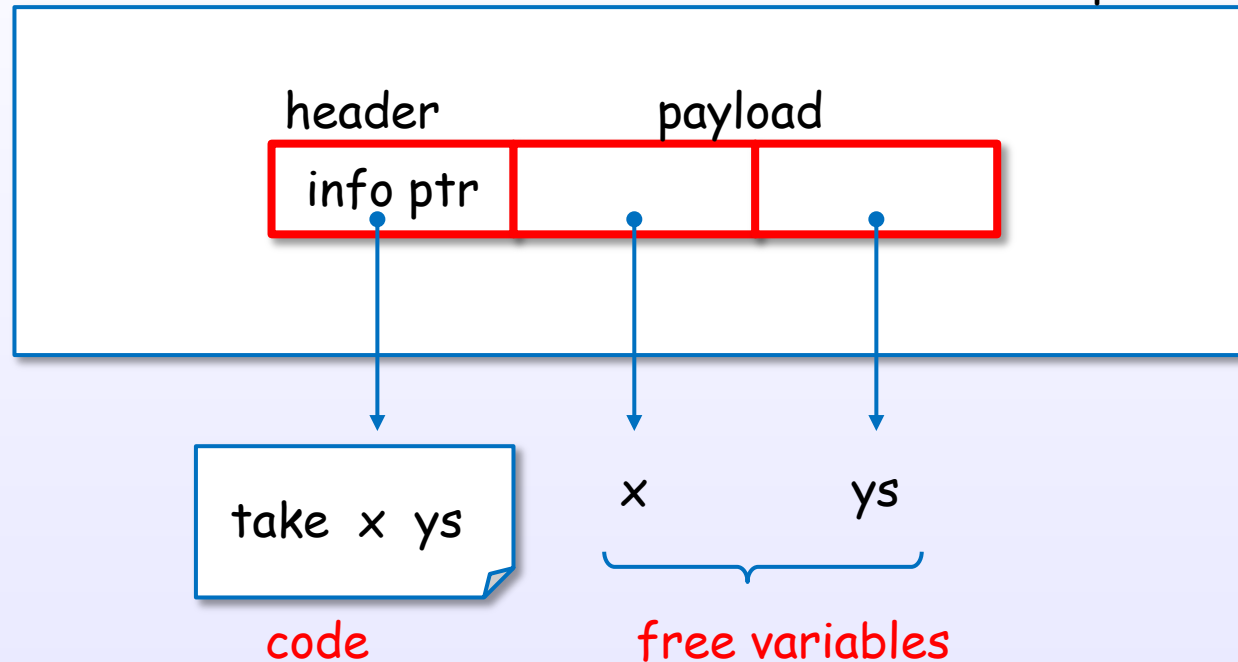 header payload
info ptr
take x ys
x ys
code
free variables